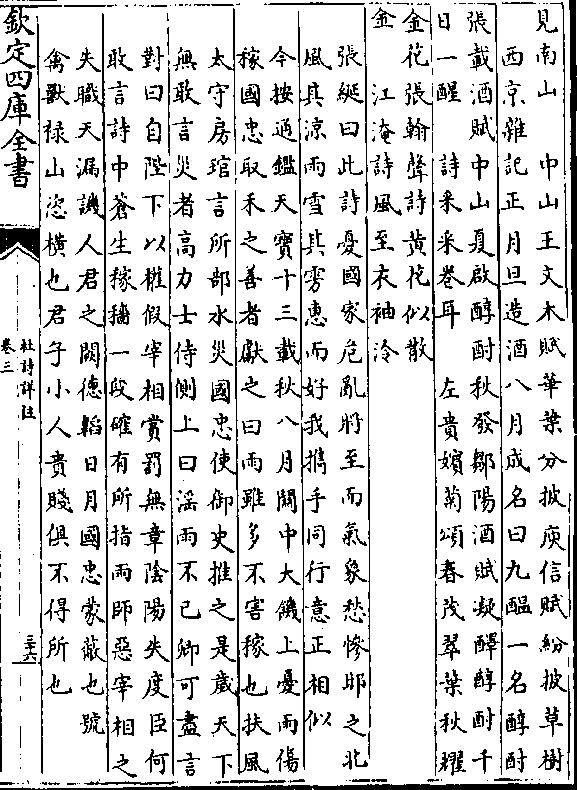 見南山　中山王文木賦華葉分披庾信賦紛披草樹
西京雜記正月旦造酒八月成名曰九醞一名醇酎
張載酒賦中山夏啟醇酎秋發鄒陽酒賦凝醳醇酎千
日一醒　詩采采卷耳　左貴嬪菊頌春茂翠葉秋耀
金花張翰聲詩黄花似散
金　江淹詩風至衣袖冷
張綖曰此詩憂國家危亂將至而氣象愁慘耶之北
風其涼雨雪其雱惠而好我攜手同行意正相似
今按通鑑天寶十三載秋八月關中大饑上憂雨傷
稼國忠取禾之善者獻之曰雨雖多不害稼也扶風
太守房琯言所部水災國忠使御史推之是歲天下
無敢言災者高力士侍側上曰淫雨不已卿可盡言
對曰自陛下以權假宰相賞罰無章陰陽失度臣何
敢言詩中蒼生稼穡一段確有所指雨師惡宰相之
失職天漏譏人君之闕德韜日月國忠蒙蔽也號
禽獸禄山恣横也君子小人貴賤俱不得所也
欽定四庫全書
杜詩詳註
卷三
三十六